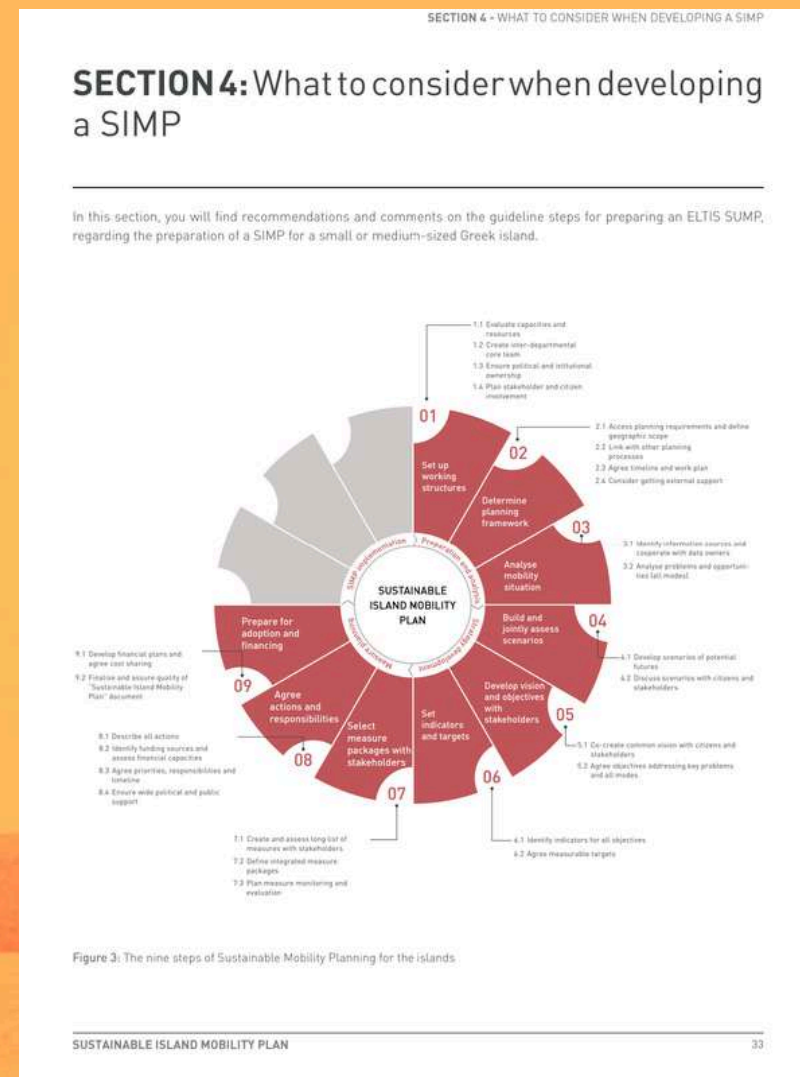 SECTION 4 - WHAT TO CONSIDER WHEN DEVELOPING A SIMP
SECTION 4: What to consider when developing
a SIMP
In this section, you will find recommendations and comments on the guideline steps for preparing an ELTIS SUMP,
regarding the preparation of a SIMP for a small or medium-sized Greek island.
1.1 Evaluate capacities and
resources
1.2 Create inter-departmental
core team
1.3 Ensure political and institutional
ownership
1.4 Plan stakeholder and citizen
involvement
01
Set up
working
structures
2.1 Access planning requirements and define
geographic scope
2.2 Link with other planning
processes
2.3 Agree timeline and work plan
2.4 Consider getting external support
02
Determine
planning
framework
03
3.1 Identify information sources and
cooperate with data owners
3.2 Analyse problems and opportuni-
ties (all modes)
Analyse
mobility
situation
SIMP implementation
Preparation and analysis
Strategy development
Measure planning
SUSTAINABLE
ISLAND MOBILITY
PLAN
Build and
jointly assess
scenarios
04
4.1 Develop scenarios of potential
futures
4.2 Discuss scenarios with citizens and
stakeholders
Develop vision
and objectives
with
stakeholders
05
5.1 Co-create common vision with citizens and
stakeholders
5.2 Agree objectives addressing key problems
and all modes
Set
indicators
and targets
06
6.1 Identify indicators for all objectives
6.2 Agree measurable targets
Select
measure
packages with
stakeholders
07
7.1 Create and assess long list of
measures with stakeholders
7.2 Define integrated measure
packages
7.3 Plan measure monitoring and
evaluation
Agree
actions and
responsibilities
08
8.1 Describe all actions
8.2 Identify funding sources and
assess financial capacities
8.3 Agree priorities, responsibilities and
timeline
8.4 Ensure wide political and public
support
Prepare for
adoption and
financing
09
9.1 Develop financial plans and
agree cost sharing
9.2 Finalise and assure quality of
"Sustainable Island Mobility
Plan" document
Figure 3: The nine steps of Sustainable Mobility Planning for the islands
SUSTAINABLE ISLAND MOBILITY PLAN
33